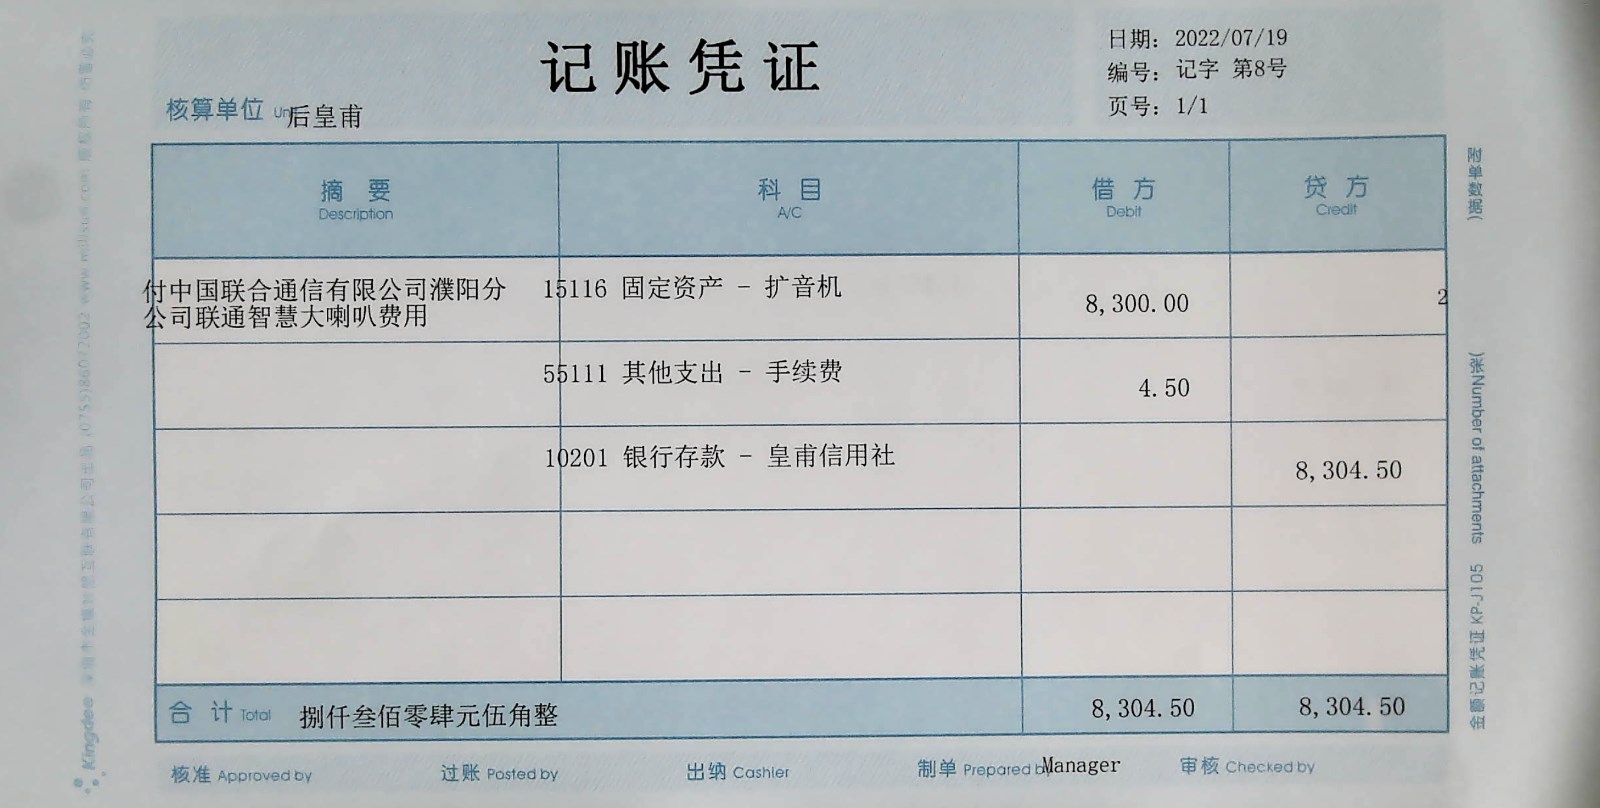 记账凭证
日期: 2022/07/19
编号: 记字 第8号
页号: 1/1
核算单位 Unit 后皇甫
摘要 科目 借方 贷方
Description A/C Debit Credit
付中国联合通信有限公司濮阳分 15116 固定资产 - 扩音机 8,300.00 2
公司联通智慧大喇叭费用
55111 其他支出 - 手续费 4.50
10201 银行存款 - 皇甫信用社 8,304.50
合计 Total 捌仟叁佰零肆元伍角整 8,304.50 8,304.50
核准 Approved by 过账 Posted by 出纳 Cashier 制单 Prepared by Manager 审核 Checked by
附单数据(
张)Number of attachments
金额记账凭证 KP-J105
Kingdee